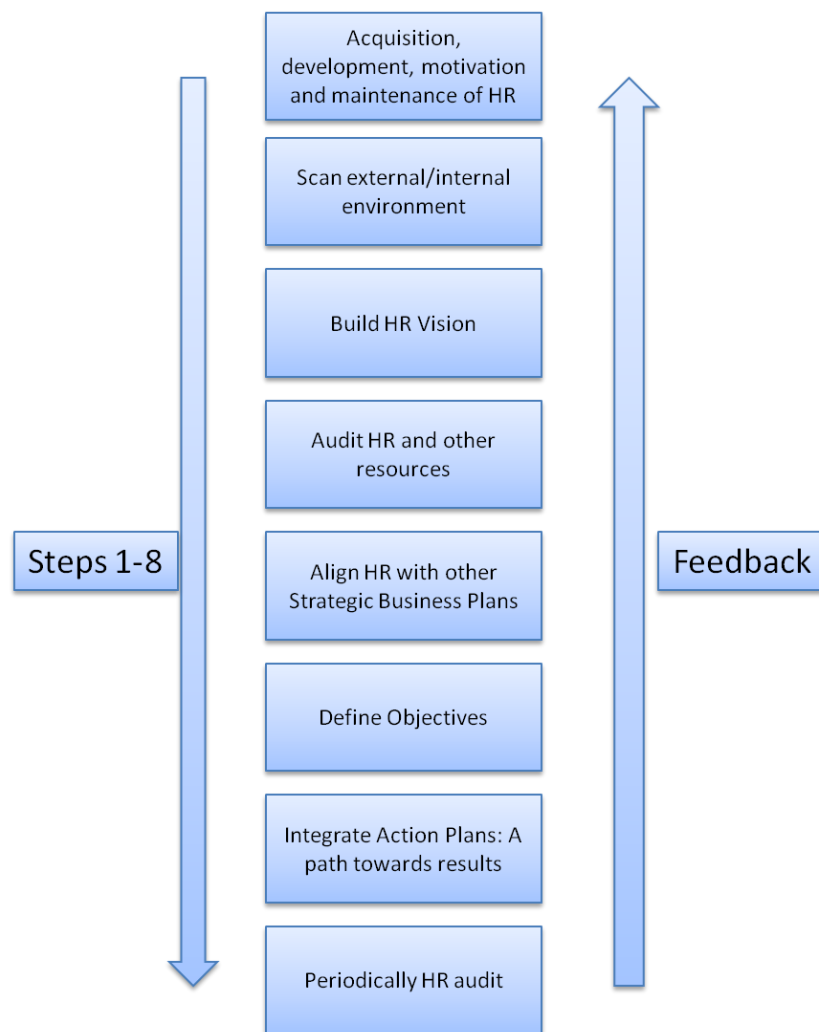 Acquisition,
development, motivation
and maintenance of HR
Scan external/internal
environment
Build HR Vision
Audit HR and other
resources
Steps 1-8
Align HR with other
Strategic Business Plans
Feedback
Define Objectives
Integrate Action Plans: A
path towards results
Periodically HR audit